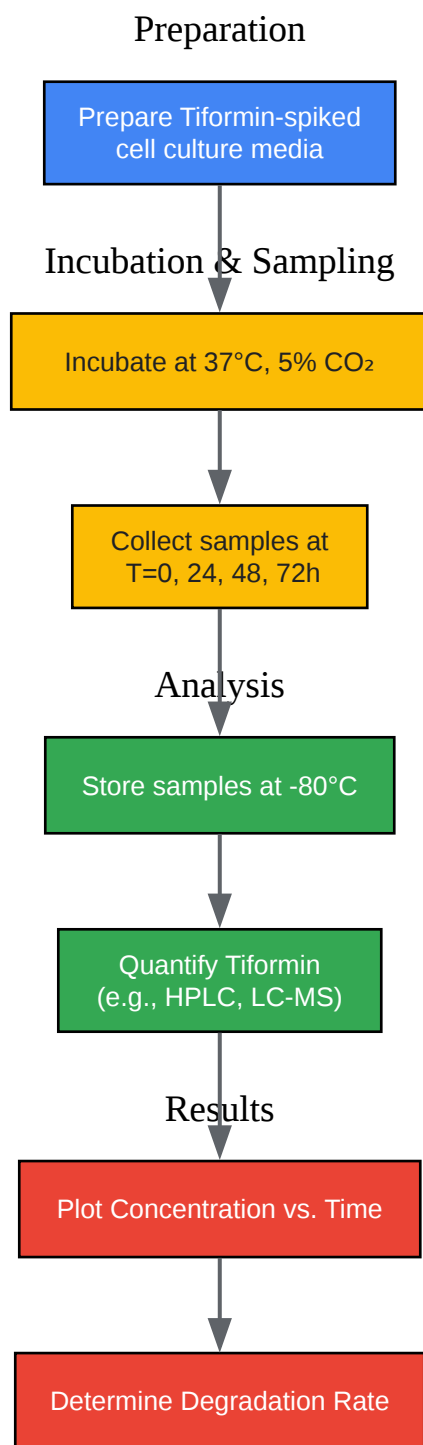 Preparation
Prepare Tiformin-spiked
cell culture media
Incubation & Sampling
Incubate at 37°C, 5% CO₂
Collect samples at
T=0, 24, 48, 72h
Analysis
Store samples at -80°C
Quantify Tiformin
(e.g., HPLC, LC-MS)
Results
Plot Concentration vs. Time
Determine Degradation Rate